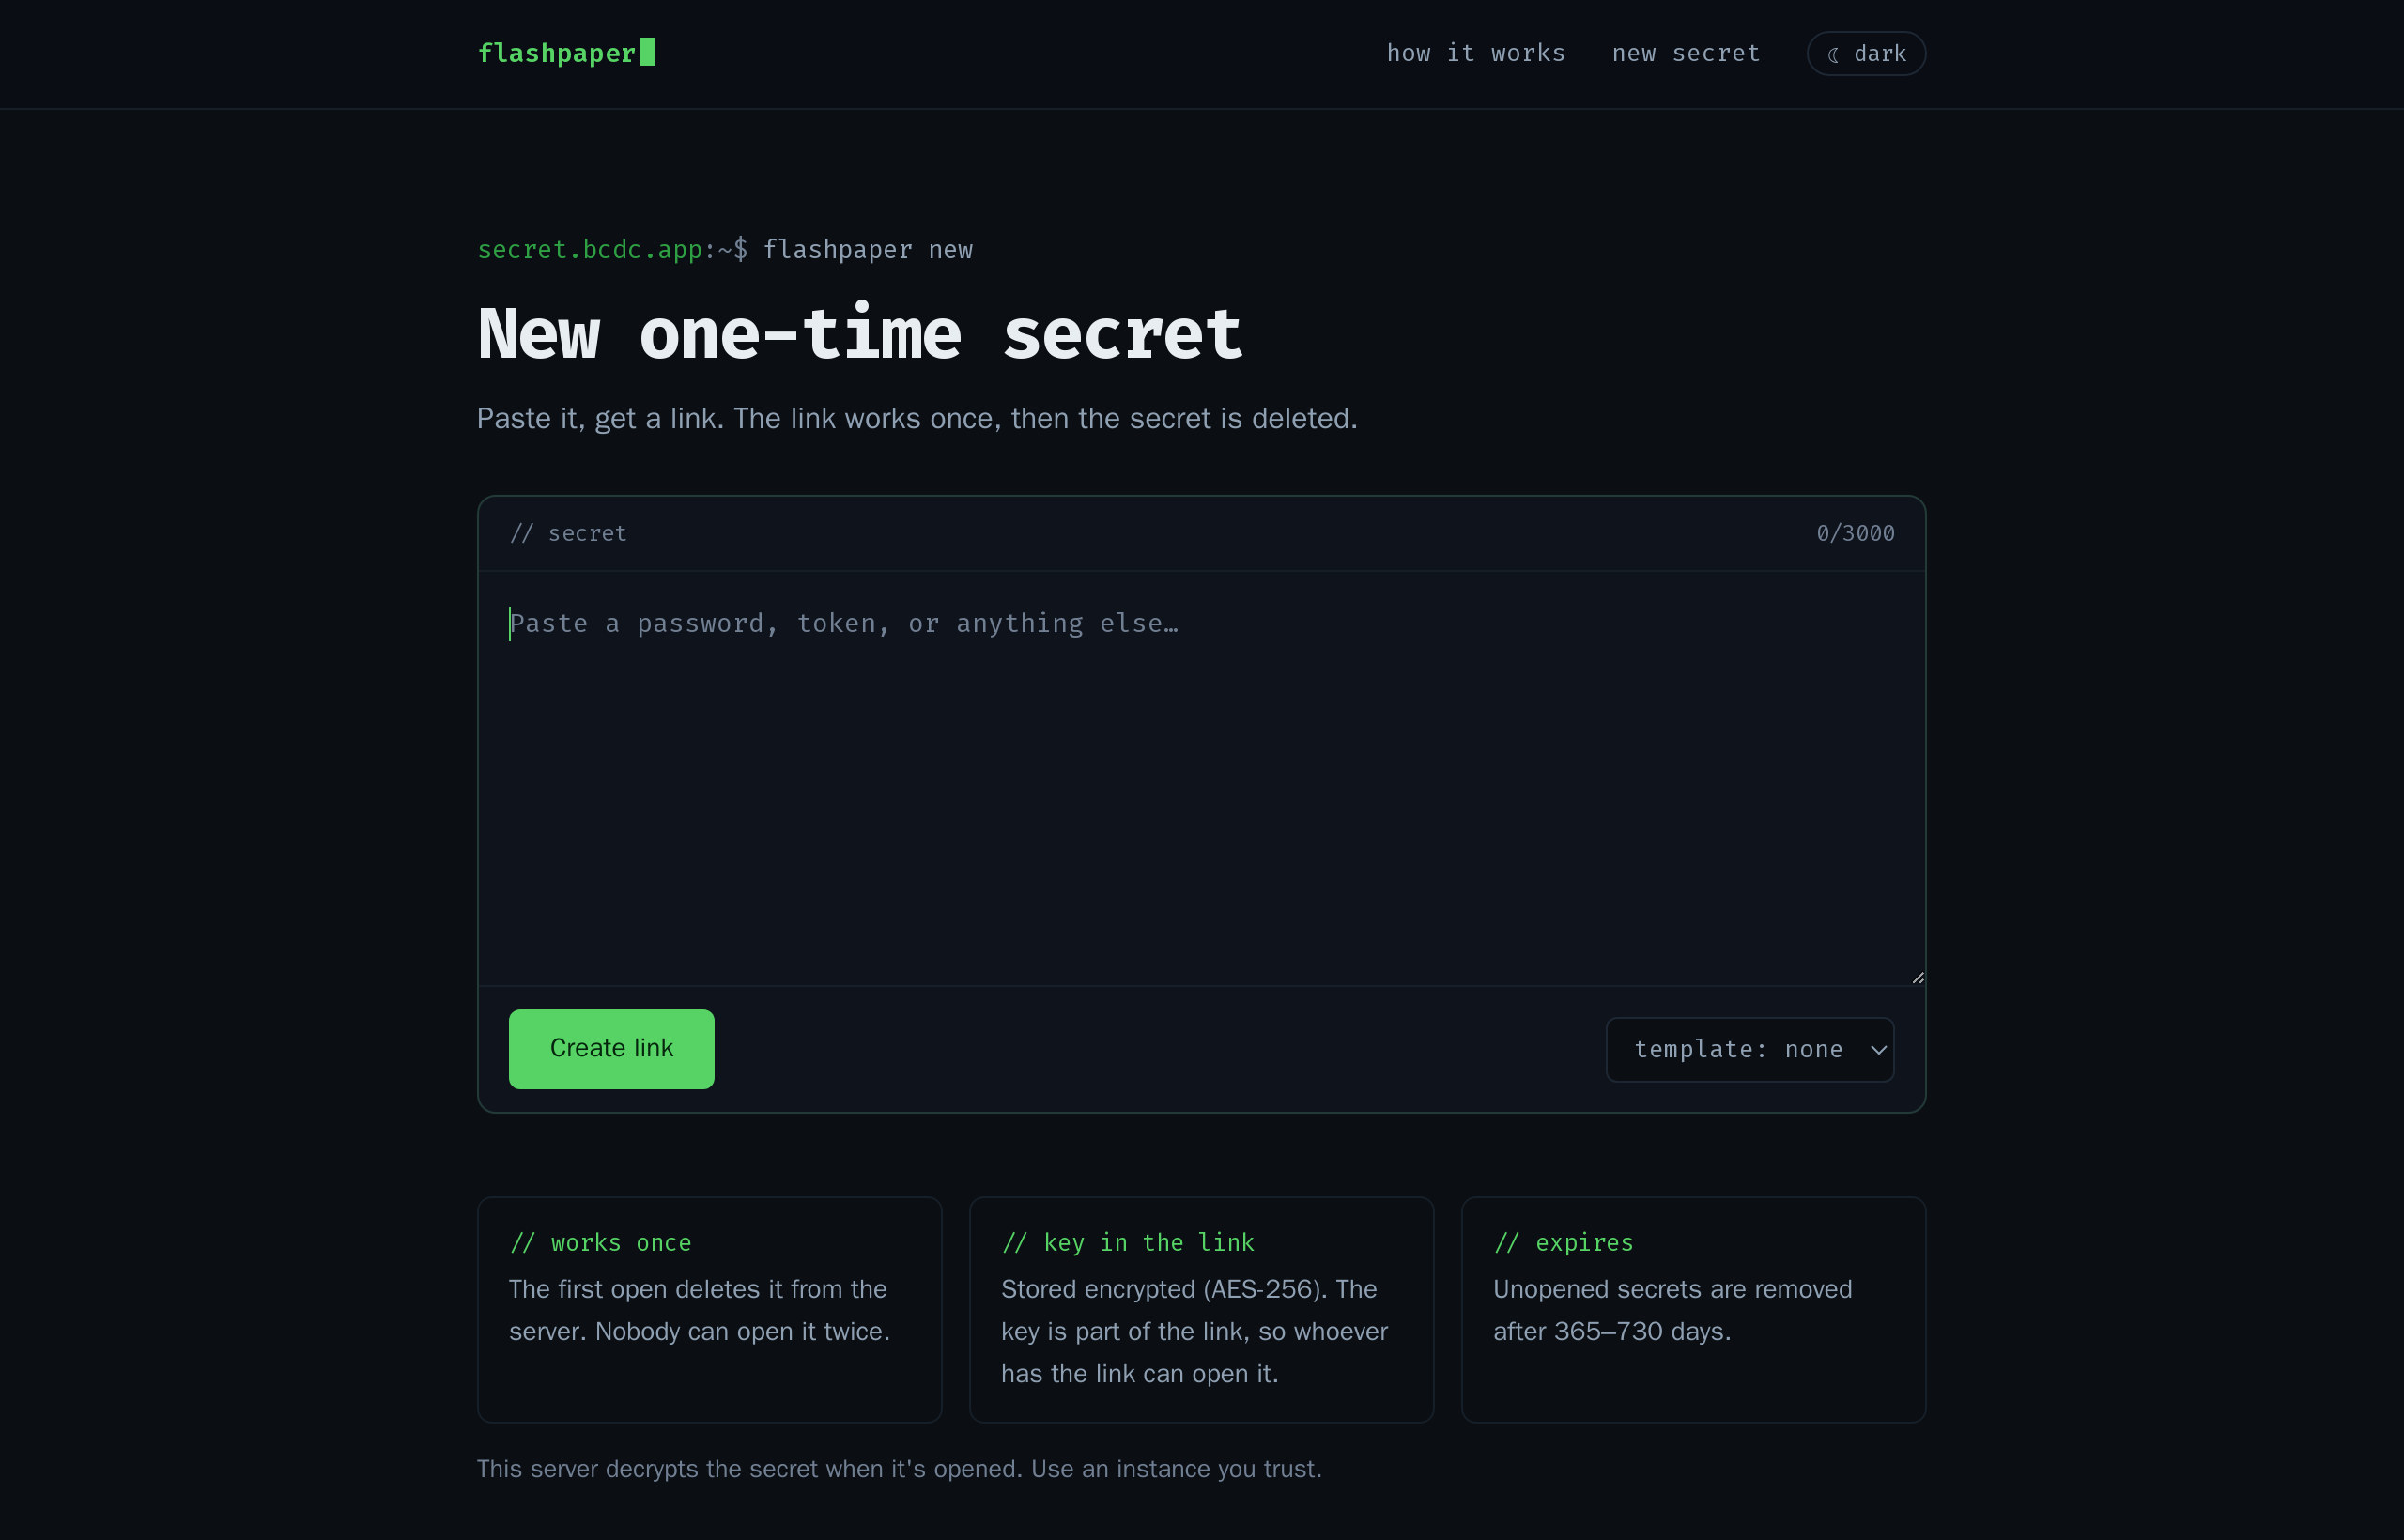 flashpaper
how it works
new secret
☾ dark
secret.bcdc.app:~$ flashpaper new
New one-time secret
Paste it, get a link. The link works once, then the secret is deleted.
// secret
0/3000
Paste a password, token, or anything else…
Create link
template: none
// works once
The first open deletes it from the
server. Nobody can open it twice.
// key in the link
Stored encrypted (AES-256). The
key is part of the link, so whoever
has the link can open it.
// expires
Unopened secrets are removed
after 365–730 days.
This server decrypts the secret when it's opened. Use an instance you trust.